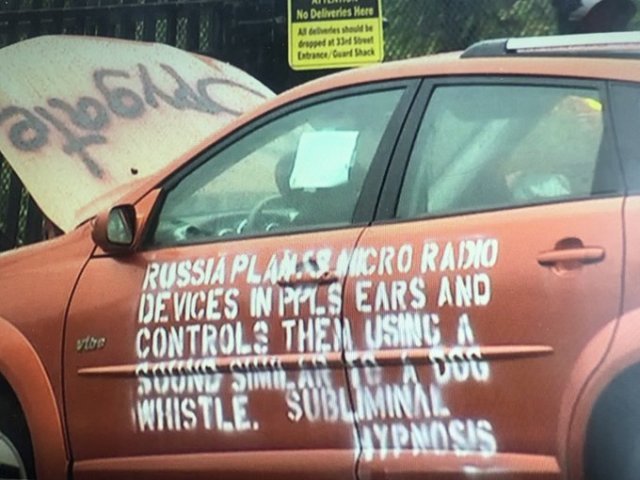 ATTENTION
No Deliveries Here
All deliveries should be
dropped at 33rd Street
Entrance/Guard Shack
Spygate
vibe
RUSSIA PLANTS MICRO RADIO
DEVICES IN PPLS EARS AND
CONTROLS THEM USING A
SOUND SIMILAR TO A DOG
WHISTLE. SUBLIMINAL
HYPNOSIS